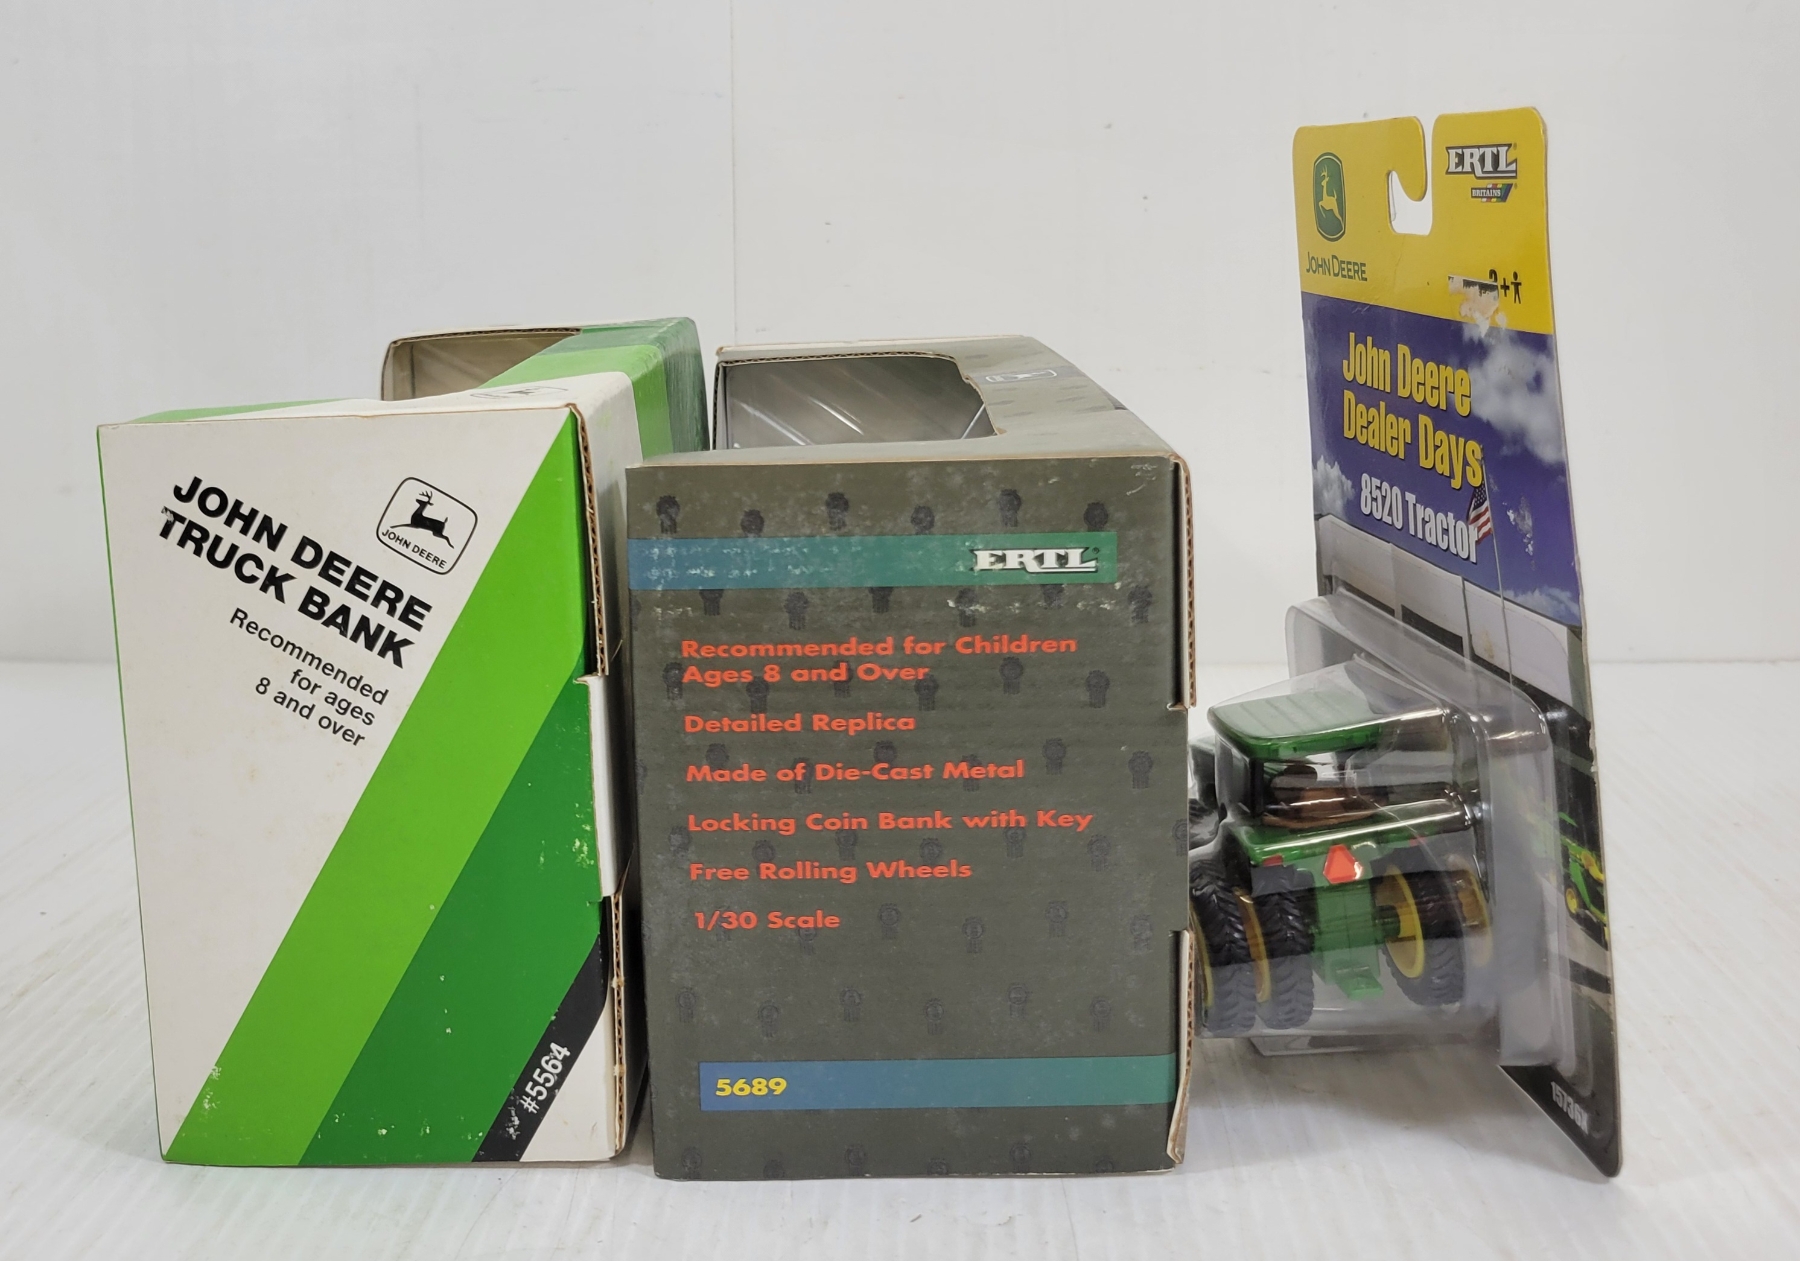 JOHN DEERE
TRUCK BANK
JOHN DEERE
Recommended
for ages
8 and over
#5564
ERTL
Recommended for Children
Ages 8 and Over
Detailed Replica
Made of Die-Cast Metal
Locking Coin Bank with Key
Free Rolling Wheels
1/30 Scale
5689
JOHN DEERE
ERTL
BRITAINS
John Deere
Dealer Days
8520 Tractor